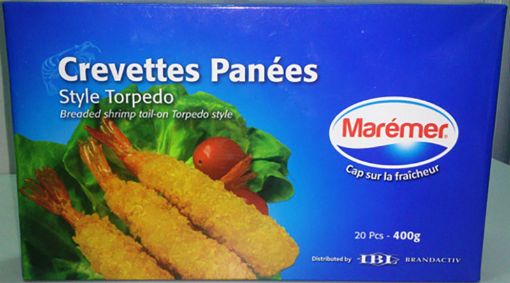 Crevettes Panées
Style Torpedo
Breaded shrimp tail-on Torpedo style
Marémer
Cap sur la fraîcheur
20 Pcs - 400g
Distributed by IBL BRANDACTIV